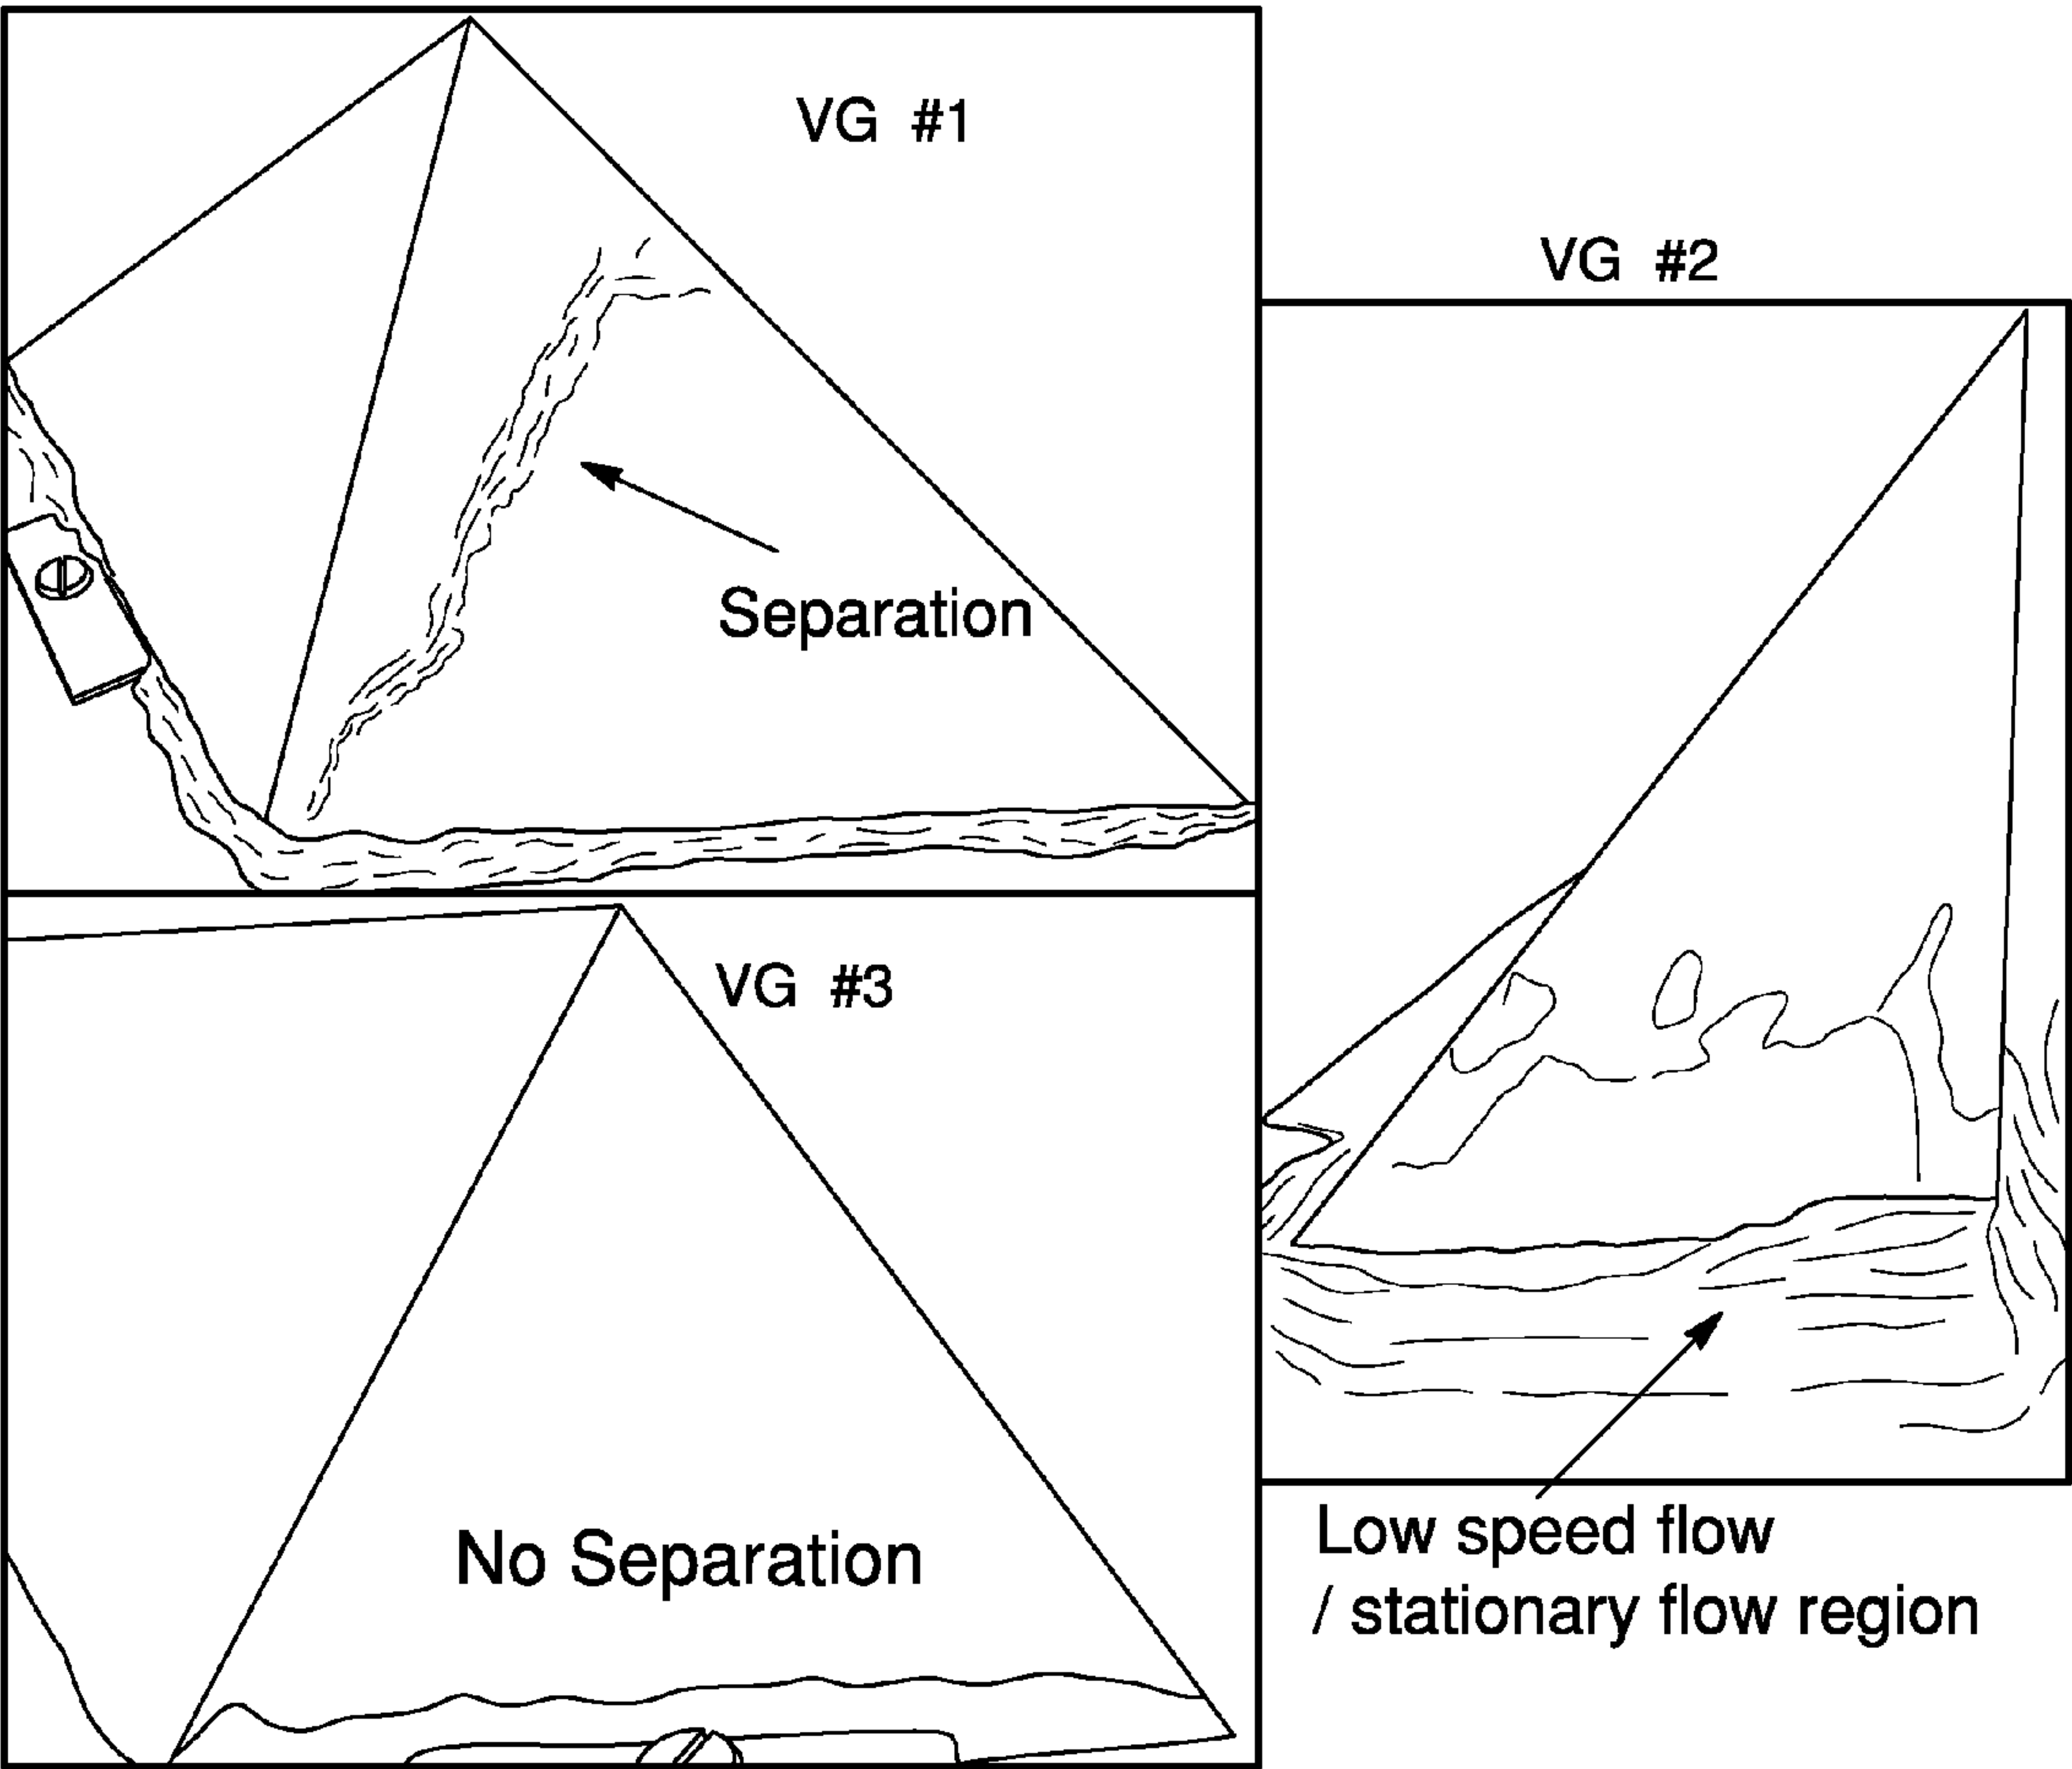 VG #1
Separation
VG #2
Low speed flow
/ stationary flow region
VG #3
No Separation